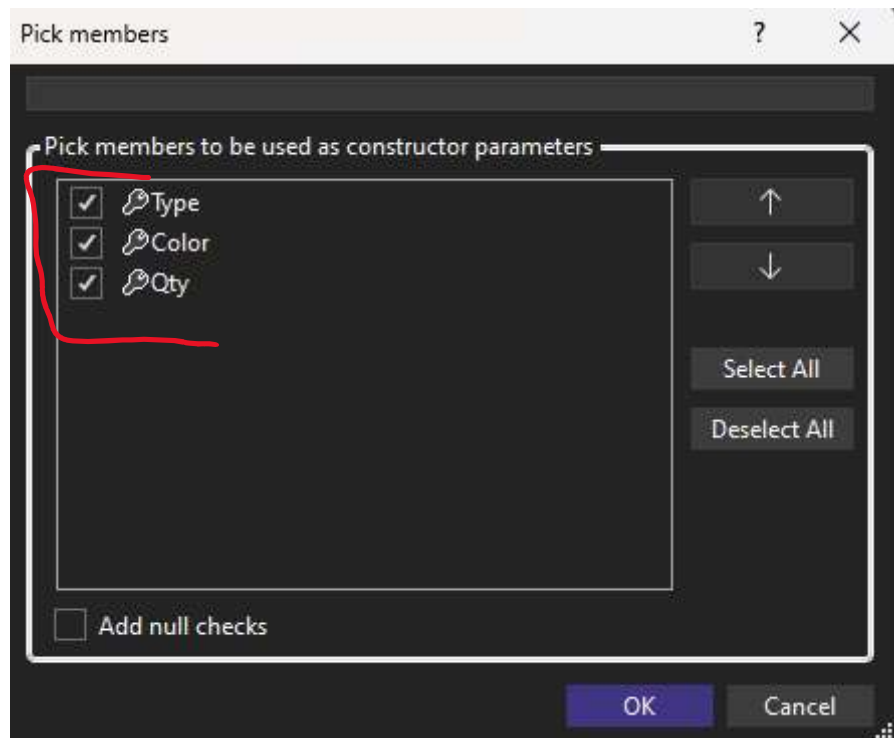 Pick members ?
Pick members to be used as constructor parameters
Type
Color
Qty
Select All
Deselect All
Add null checks
OK Cancel